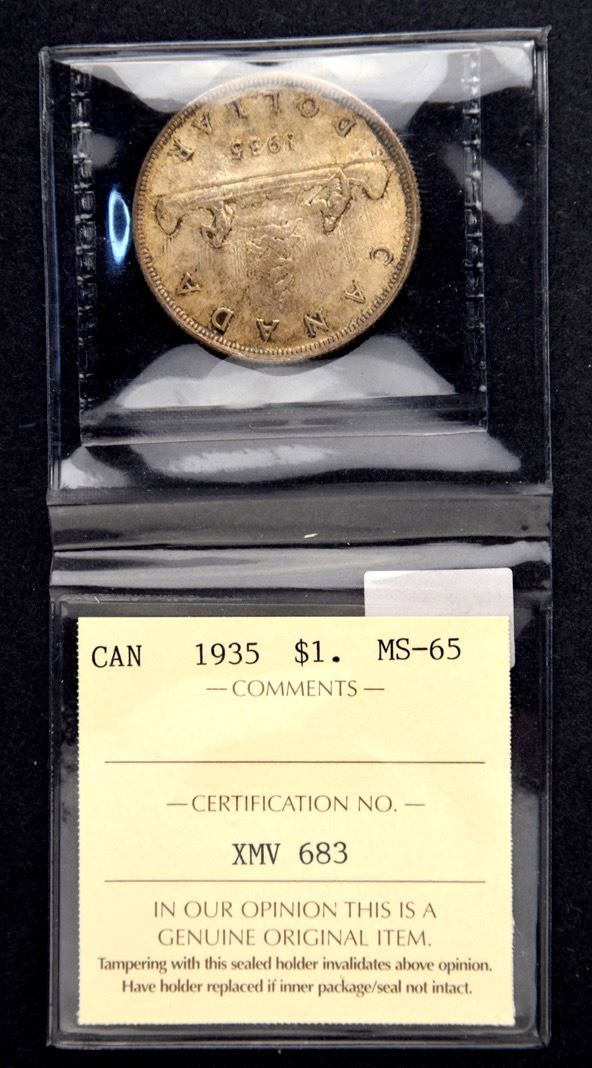 CANADA
1935
DOLLAR
CAN 1935 $1. MS-65
— COMMENTS —
— CERTIFICATION NO. —
XMV 683
IN OUR OPINION THIS IS A
GENUINE ORIGINAL ITEM.
Tampering with this sealed holder invalidates above opinion.
Have holder replaced if inner package/seal not intact.